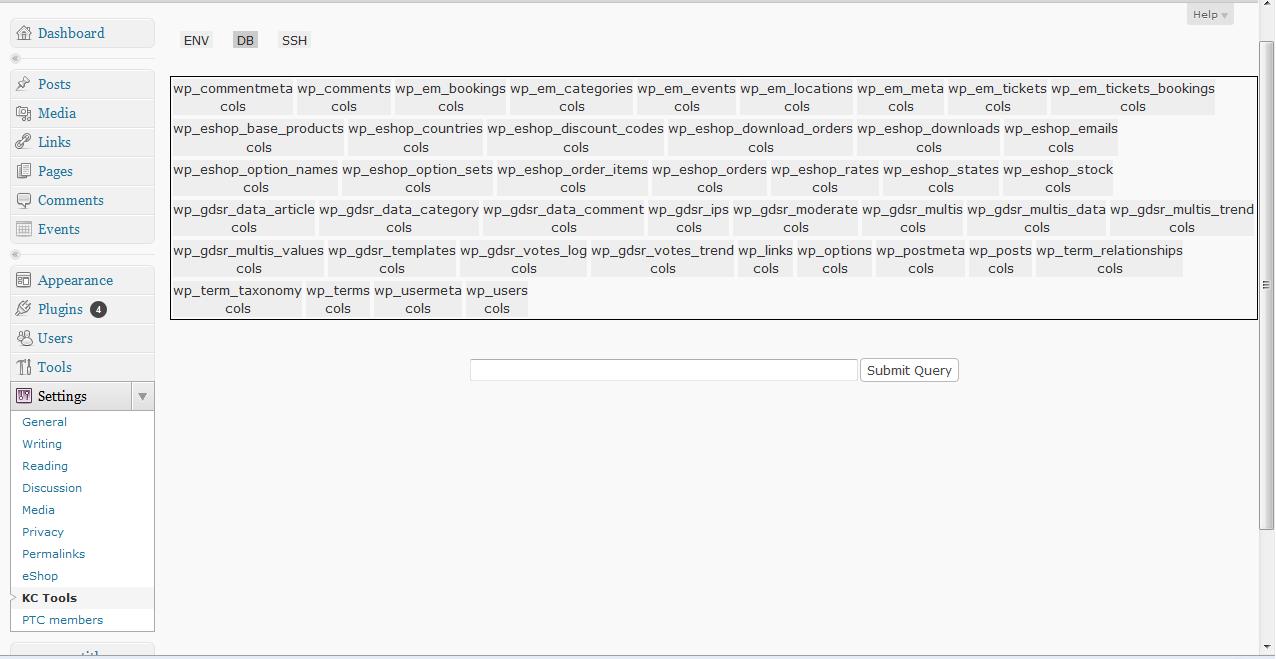 Help
Dashboard
Posts
Media
Links
Pages
Comments
Events
Appearance
Plugins 4
Users
Tools
Settings
General
Writing
Reading
Discussion
Media
Privacy
Permalinks
eShop
KC Tools
PTC members
ENV DB SSH
wp_commentmeta wp_comments wp_em_bookings wp_em_categories wp_em_events wp_em_locations wp_em_meta wp_em_tickets wp_em_tickets_bookings
cols cols cols cols cols cols cols cols cols
wp_eshop_base_products wp_eshop_countries wp_eshop_discount_codes wp_eshop_download_orders wp_eshop_downloads wp_eshop_emails
cols cols cols cols cols cols
wp_eshop_option_names wp_eshop_option_sets wp_eshop_order_items wp_eshop_orders wp_eshop_rates wp_eshop_states wp_eshop_stock
cols cols cols cols cols cols cols
wp_gdsr_data_article wp_gdsr_data_category wp_gdsr_data_comment wp_gdsr_ips wp_gdsr_moderate wp_gdsr_multis wp_gdsr_multis_data wp_gdsr_multis_trend
cols cols cols cols cols cols cols cols
wp_gdsr_multis_values wp_gdsr_templates wp_gdsr_votes_log wp_gdsr_votes_trend wp_links wp_options wp_postmeta wp_posts wp_term_relationships
cols cols cols cols cols cols cols cols cols
wp_term_taxonomy wp_terms wp_usermeta wp_users
cols cols cols cols
Submit Query